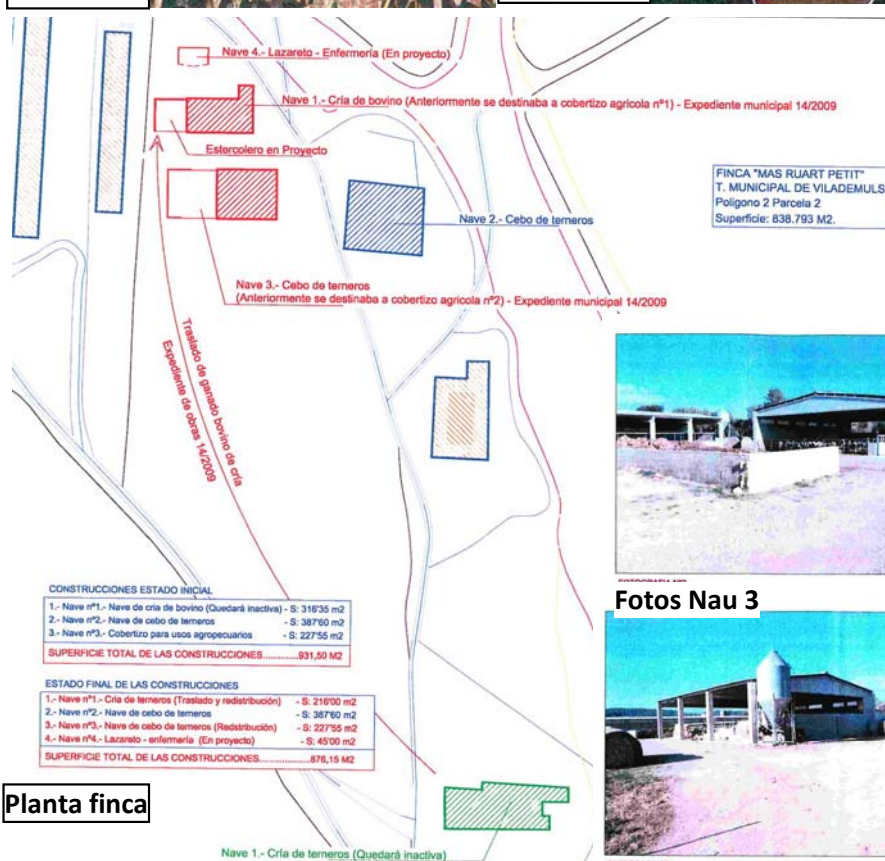 Nave 4.- Lazareto - Enfermería (En proyecto)
Nave 1.- Cria de bovino (Anteriormente se destinaba a cobertizo agrícola nº1) - Expediente municipal 14/2009
Estercolero en Proyecto
FINCA "MAS RUART PETIT"
T. MUNICIPAL DE VILADEMULS
Poligono 2 Parcela 2
Superficie: 838.793 M2.
Nave 2.- Cebo de terneros
Nave 3.- Cebo de terneros
(Anteriormente se destinaba a cobertizo agricola nº2) - Expediente municipal 14/2009
Traslado de ganado bovino de cría
Expediente de obras 14/2009
Fotos Nau 3
CONSTRUCCIONES ESTADO INICIAL
1.- Nave nº1.- Nave de cria de bovino (Quedará inactiva) - S: 316'35 m2
2.- Nave nº2.- Nave de cebo de terneros - S: 387'60 m2
3.- Nave nº3.- Cobertizo para usos agropecuarios - S: 227'55 m2
SUPERFICIE TOTAL DE LAS CONSTRUCCIONES............931,50 M2
ESTADO FINAL DE LAS CONSTRUCCIONES
1.- Nave nº1.- Cría de terneros (Traslado y redistribución) - S: 216'00 m2
2.- Nave nº2.- Nave de cebo de terneros - S: 387'60 m2
3.- Nave nº3.- Nave de cebo de terneros (Redistribución) - S: 227'55 m2
4.- Nave nº4.- Lazareto - enfermería (En proyecto) - S: 45'00 m2
SUPERFICIE TOTAL DE LAS CONSTRUCCIONES............876,15 M2
Planta finca
Nave 1.- Cría de terneros (Quedará inactiva)